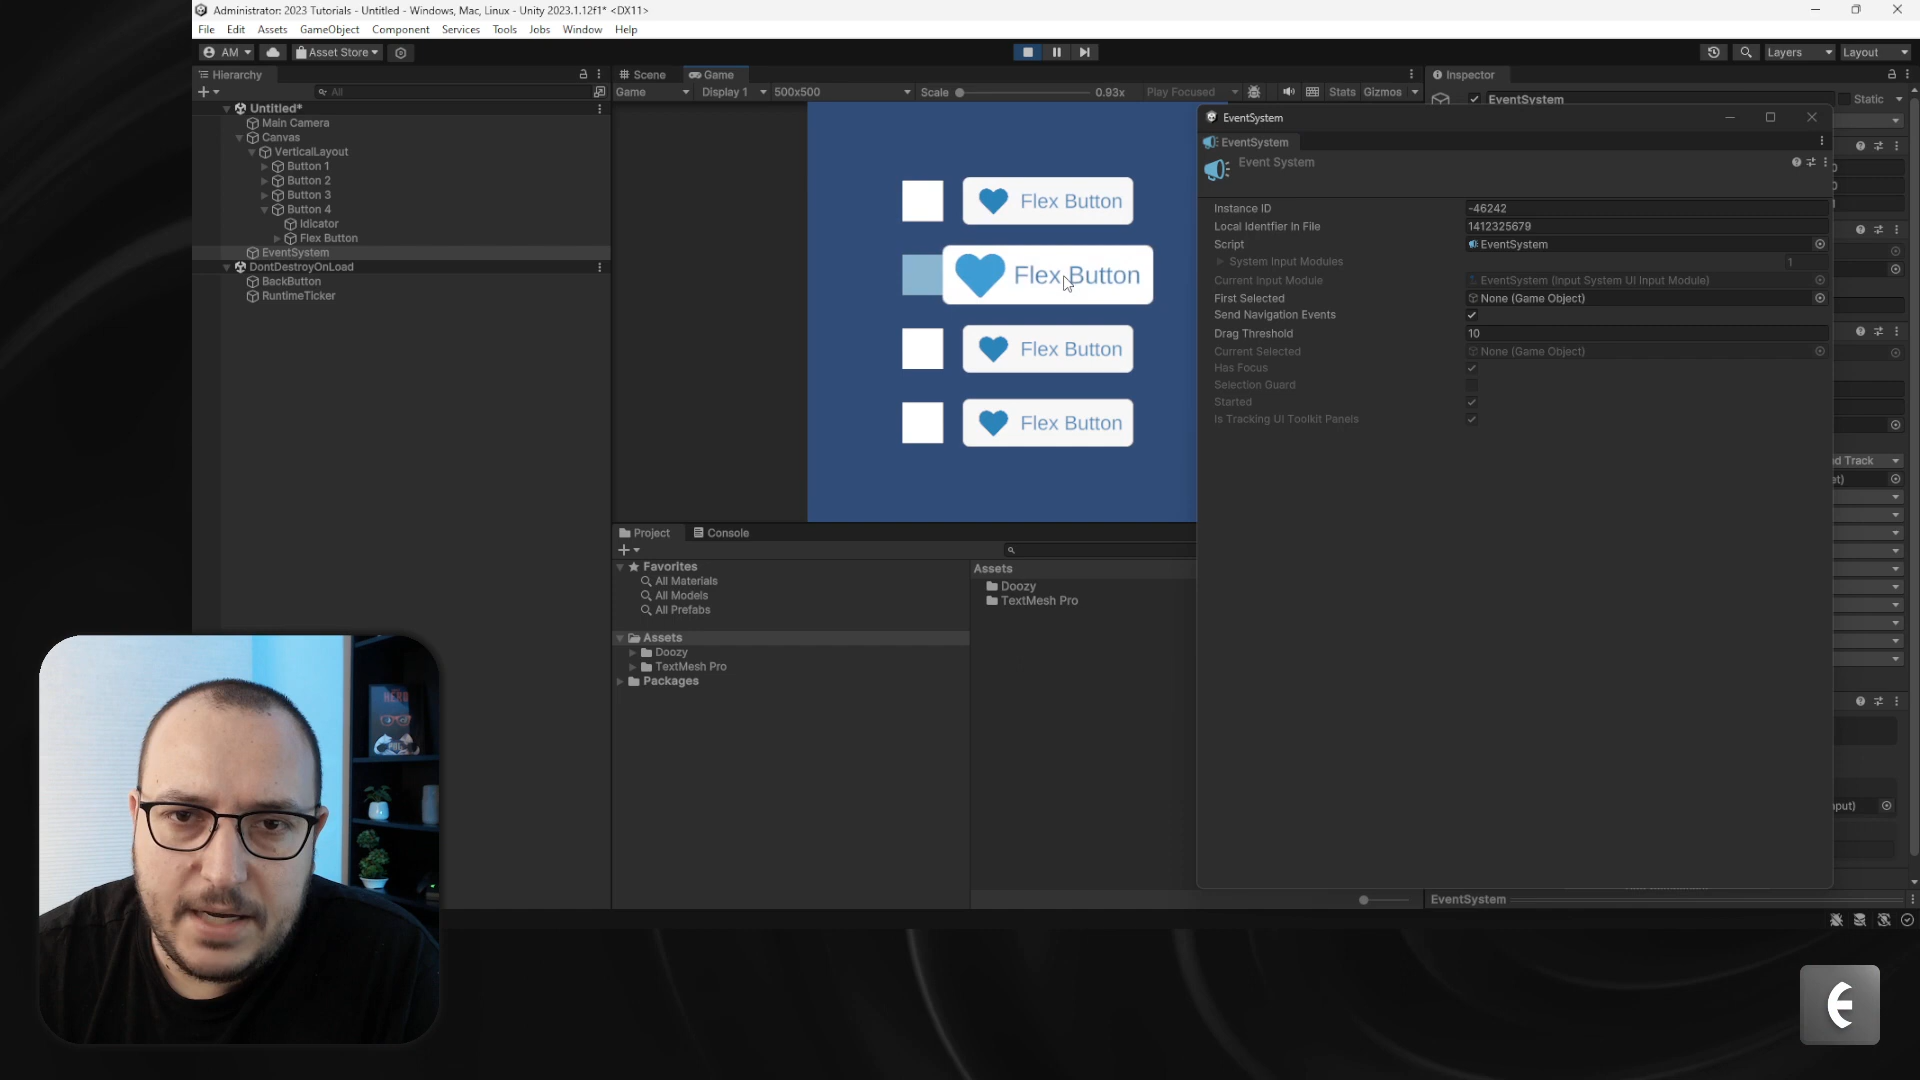 Administrator: 2023 Tutorials - Untitled - Windows, Mac, Linux - Unity 2023.1.12f1* <DX11>
File Edit Assets GameObject Component Services Tools Jobs Window Help
AM Asset Store Layers Layout
Hierarchy
All
Untitled*
Main Camera
Canvas
VerticalLayout
Button 1
Button 2
Button 3
Button 4
Idicator
Flex Button
EventSystem
DontDestroyOnLoad
BackButton
RuntimeTicker
Scene Game
Game Display 1 500x500 Scale 0.93x Play Focused Stats Gizmos
Flex Button
Flex Button
Flex Button
Flex Button
Project Console
Favorites
All Materials
All Models
All Prefabs
Assets
Doozy
TextMesh Pro
Packages
Assets
Doozy
TextMesh Pro
Inspector
EventSystem Static
EventSystem
EventSystem
Event System
Instance ID -46242
Local Identfier In File 1412325679
Script EventSystem
System Input Modules 1
Current Input Module EventSystem (Input System UI Input Module)
First Selected None (Game Object)
Send Navigation Events
Drag Threshold 10
Current Selected None (Game Object)
Has Focus
Selection Guard
Started
Is Tracking UI Toolkit Panels
d Track
EventSystem